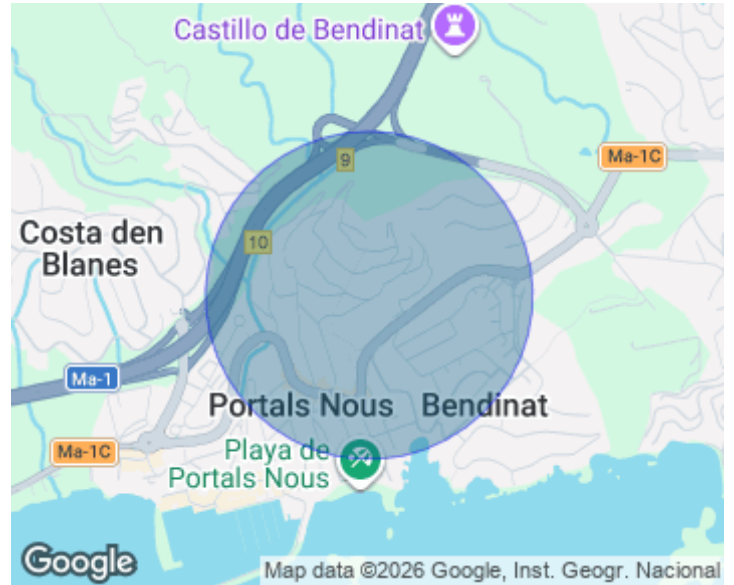 Castillo de Bendinat
9
Ma-1C
Costa den
Blanes
10
Ma-1
Portals Nous
Bendinat
Ma-1C
Playa de
Portals Nous
Google
Map data ©2026 Google, Inst. Geogr. Nacional